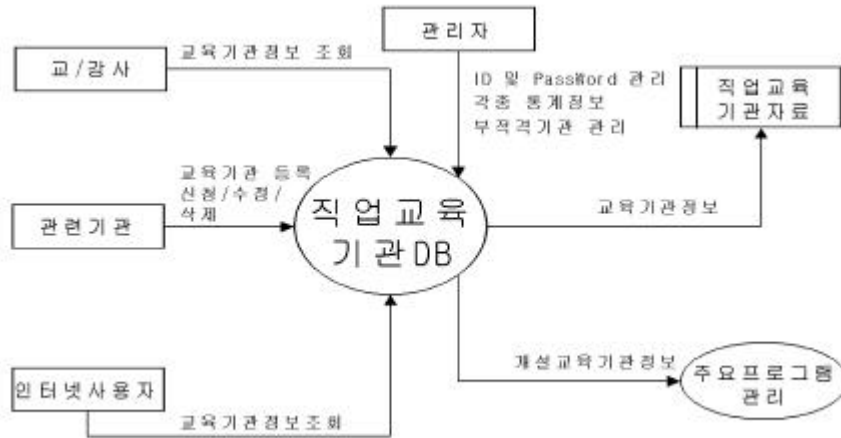 관리자
교/강사
교육기관정보 조회
ID 및 PassWord 관리
각종 통계정보
부적격기관 관리
직업교육
기관자료
교육기관 등록
신청/수정/
삭제
관련기관
직업교육
기관DB
교육기관정보
인터넷사용자
교육기관정보조회
개설교육기관정보
주요프로그램
관리